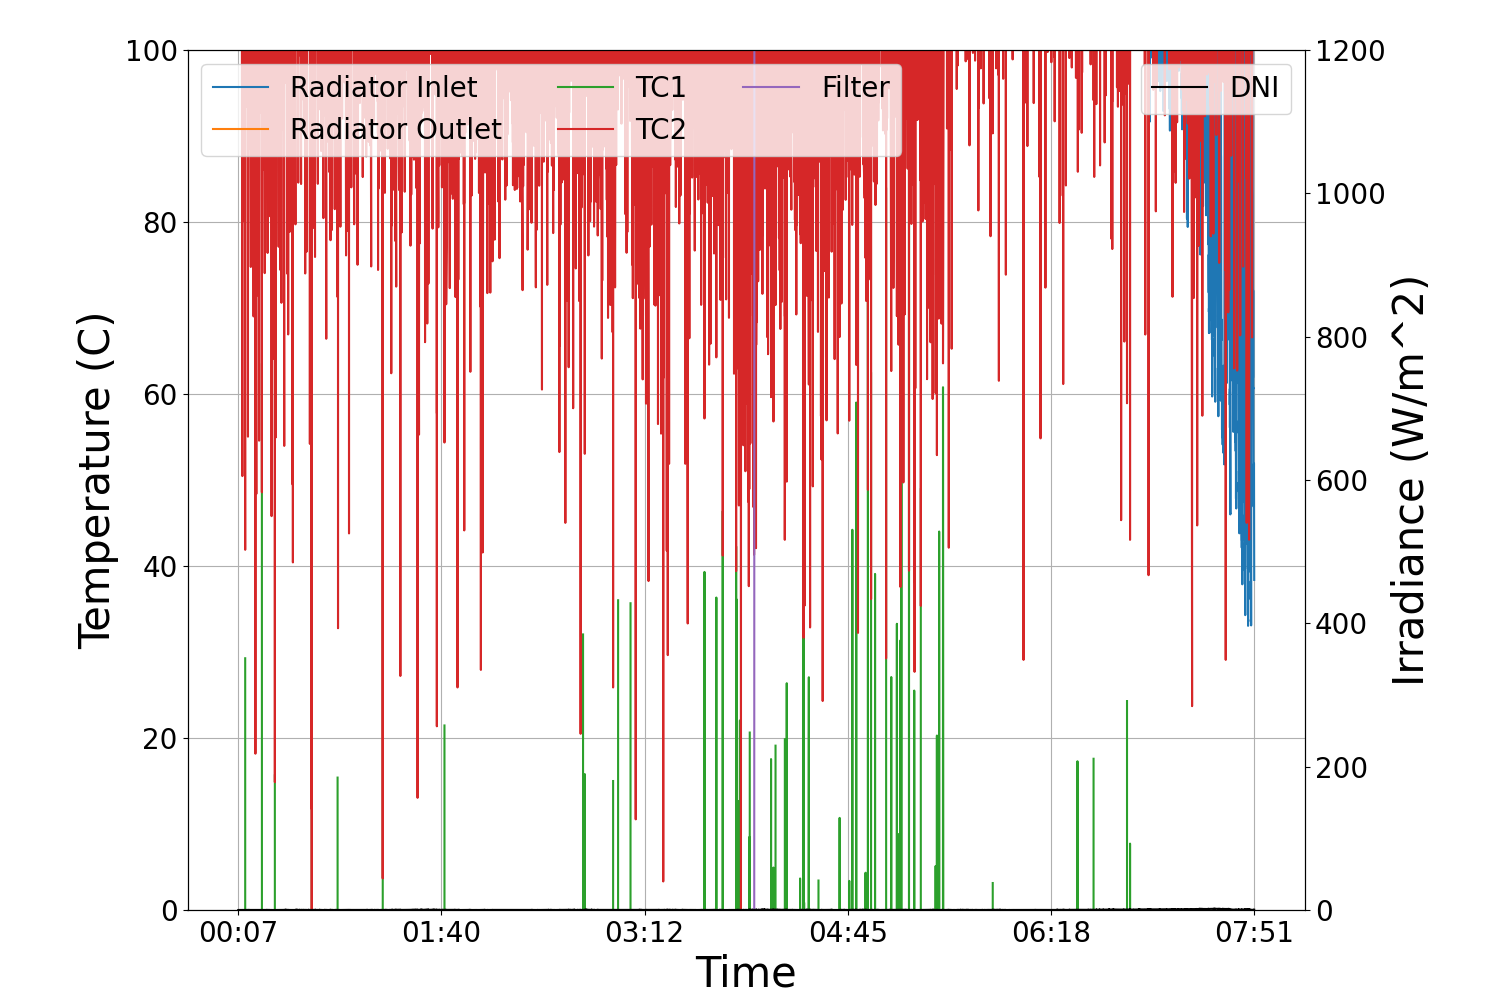 100
80
60
40
20
0
Temperature (C)
Radiator Inlet
Radiator Outlet
TC1
TC2
Filter
DNI
1200
1000
800
600
400
200
0
Irradiance (W/m^2)
00:07 01:40 03:12 04:45 06:18 07:51
Time